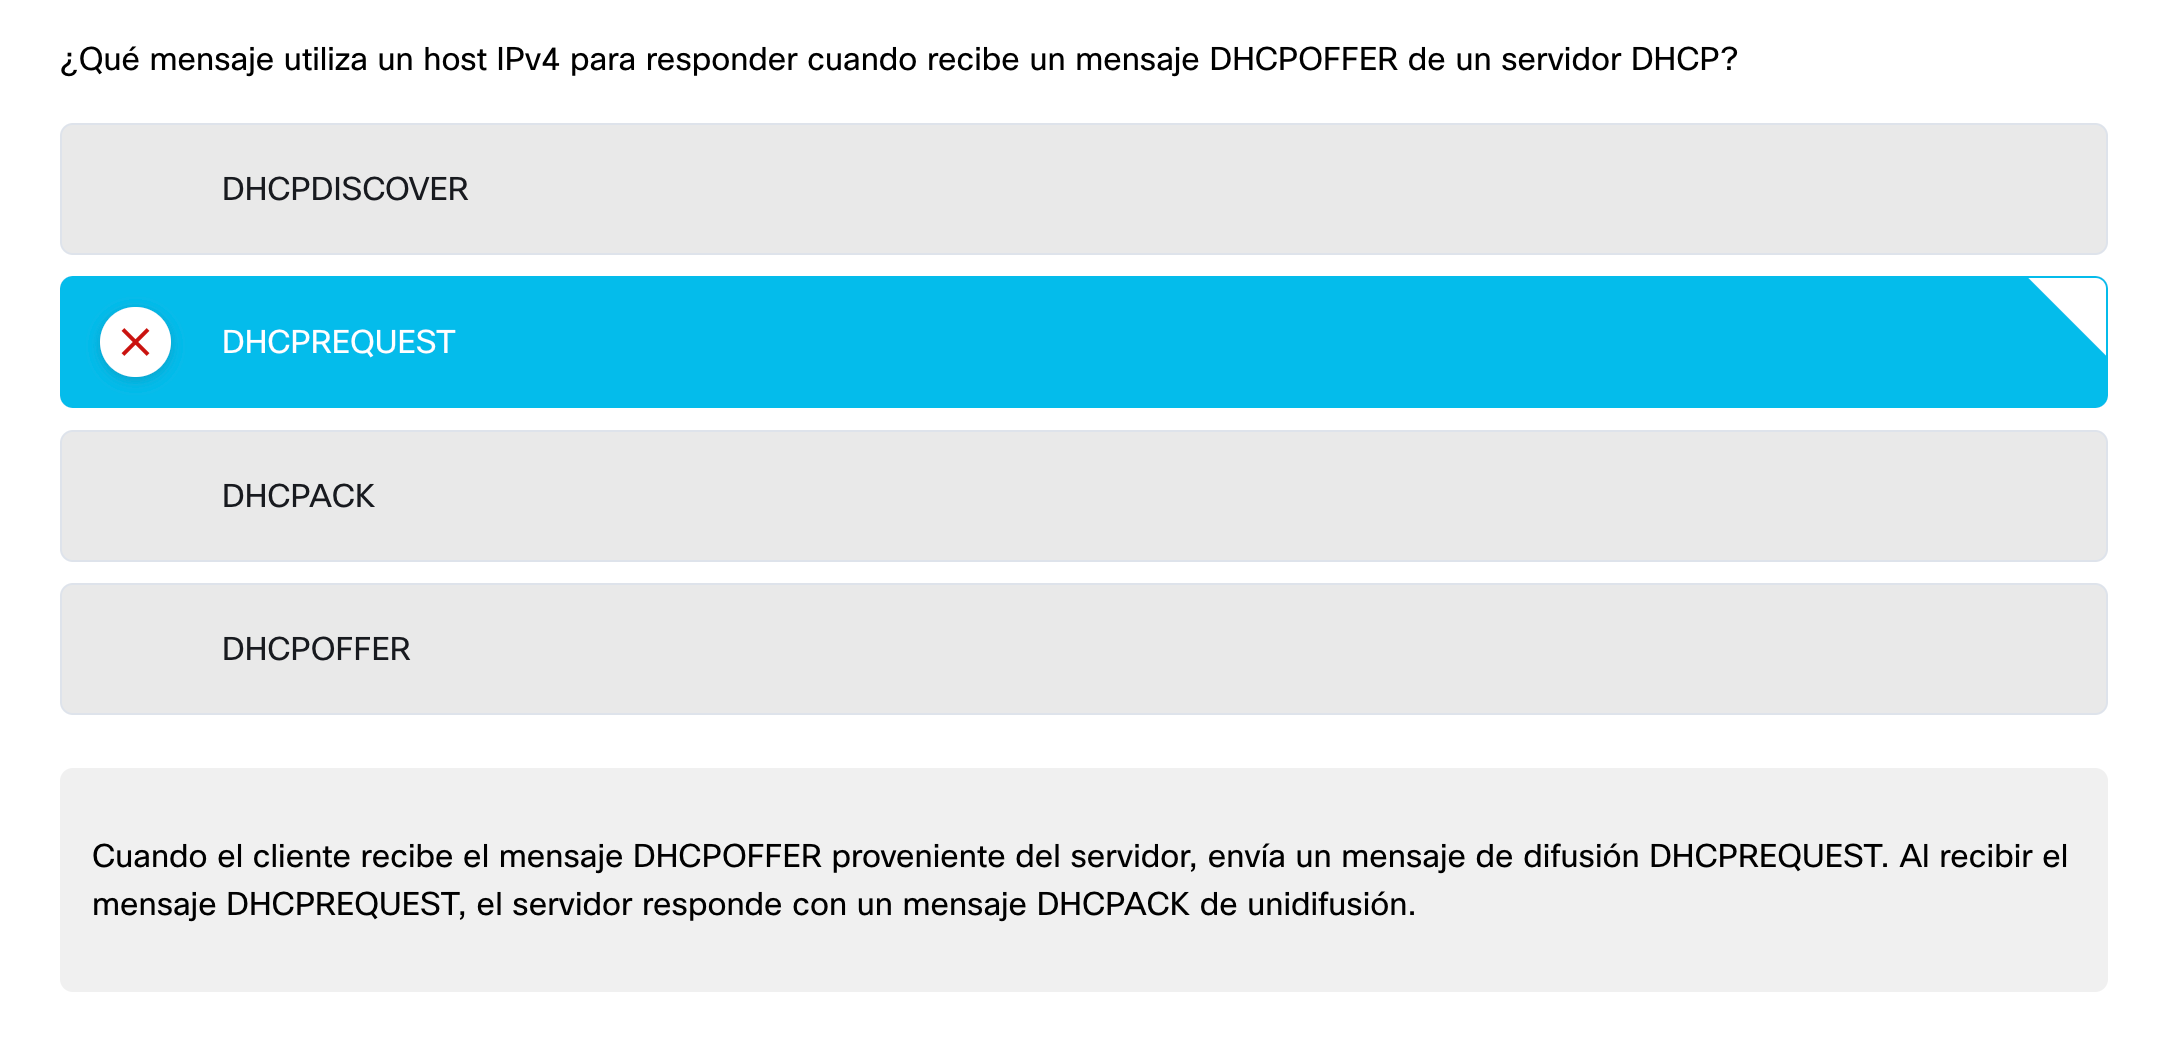 ¿Qué mensaje utiliza un host IPv4 para responder cuando recibe un mensaje DHCPOFFER de un servidor DHCP?
DHCPDISCOVER
DHCPREQUEST
DHCPACK
DHCPOFFER
Cuando el cliente recibe el mensaje DHCPOFFER proveniente del servidor, envía un mensaje de difusión DHCPREQUEST. Al recibir el
mensaje DHCPREQUEST, el servidor responde con un mensaje DHCPACK de unidifusión.